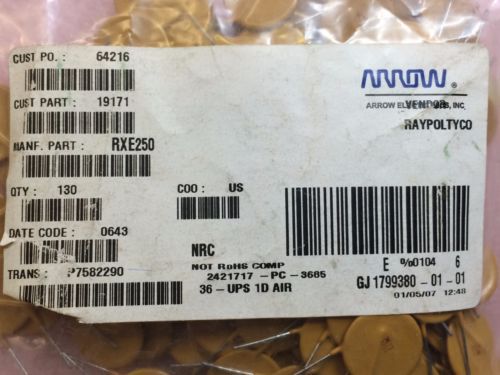 CUST PO. : 64216
ARROW ®
CUST PART : 19171
ARROW ELECTRONICS, INC.
VENDOR
RAYPOLTYCO
MANF. PART : RXE250
QTY : 130
COO : US
DATE CODE : 0643
NRC
NOT RoHS COMP
E %0104 6
TRANS : P7582290
2421717 -PC -3685
GJ 1799380 -01 -01
36 -UPS 1D AIR
01/05/07 12:48